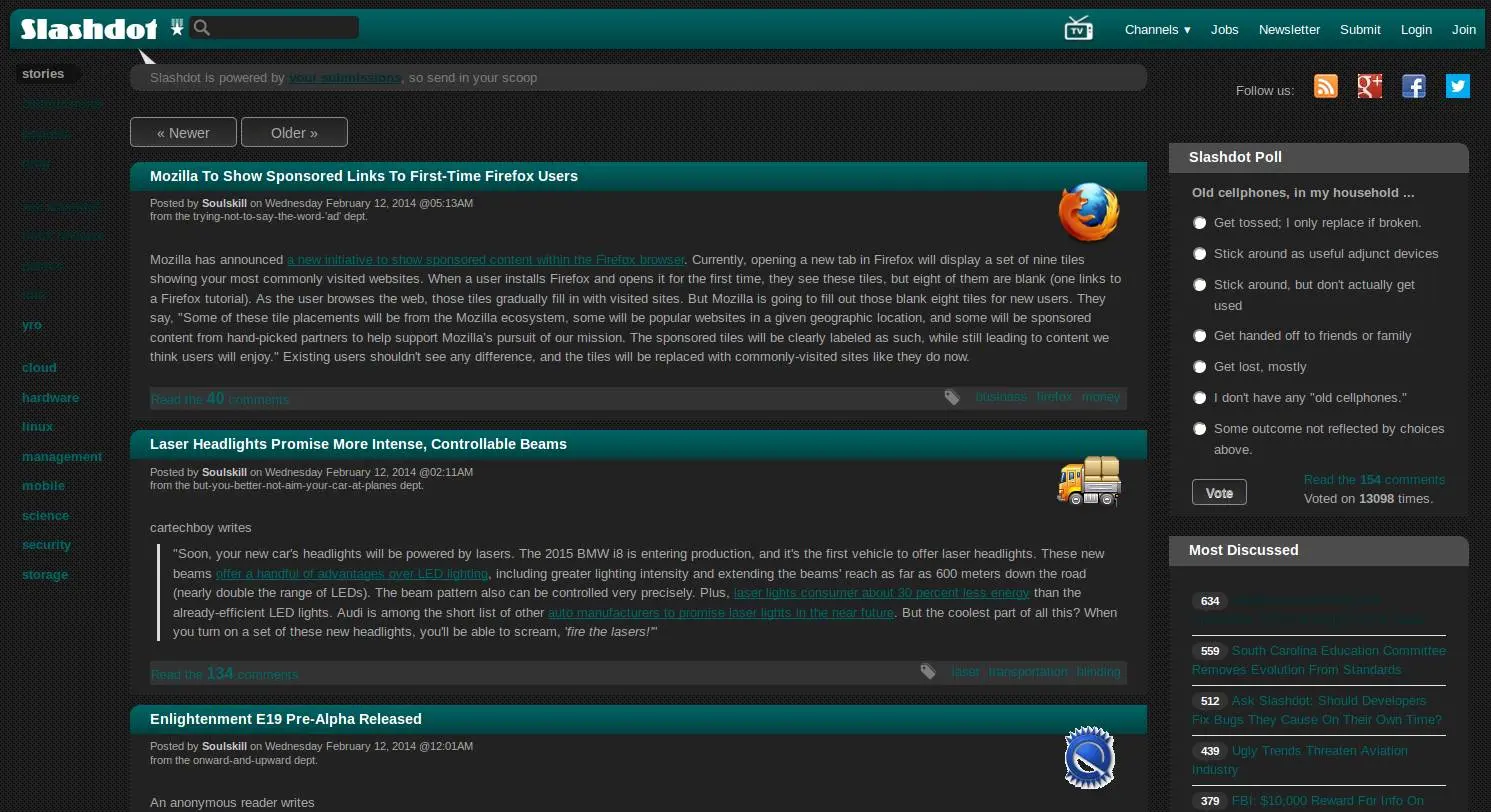 Slashdot
TV
Channels ▾
Jobs
Newsletter
Submit
Login
Join
stories
Slashdot is powered by your submissions, so send in your scoop
Follow us:
« Newer
Older »
yro
cloud
hardware
linux
management
mobile
science
security
storage
Mozilla To Show Sponsored Links To First-Time Firefox Users
Posted by Soulskill on Wednesday February 12, 2014 @05:13AM
from the trying-not-to-say-the-word-'ad' dept.
Mozilla has announced a new initiative to show sponsored content within the Firefox browser. Currently, opening a new tab in Firefox will display a set of nine tiles
showing your most commonly visited websites. When a user installs Firefox and opens it for the first time, they see these tiles, but eight of them are blank (one links to
a Firefox tutorial). As the user browses the web, those tiles gradually fill in with visited sites. But Mozilla is going to fill out those blank eight tiles for new users. They
say, "Some of these tile placements will be from the Mozilla ecosystem, some will be popular websites in a given geographic location, and some will be sponsored
content from hand-picked partners to help support Mozilla's pursuit of our mission. The sponsored tiles will be clearly labeled as such, while still leading to content we
think users will enjoy." Existing users shouldn't see any difference, and the tiles will be replaced with commonly-visited sites like they do now.
Read the 40 comments
business firefox money
Laser Headlights Promise More Intense, Controllable Beams
Posted by Soulskill on Wednesday February 12, 2014 @02:11AM
from the but-you-better-not-aim-your-car-at-planes dept.
cartechboy writes
"Soon, your new car's headlights will be powered by lasers. The 2015 BMW i8 is entering production, and it's the first vehicle to offer laser headlights. These new
beams offer a handful of advantages over LED lighting, including greater lighting intensity and extending the beams' reach as far as 600 meters down the road
(nearly double the range of LEDs). The beam pattern also can be controlled very precisely. Plus, laser lights consumer about 30 percent less energy than the
already-efficient LED lights. Audi is among the short list of other auto manufacturers to promise laser lights in the near future. But the coolest part of all this? When
you turn on a set of these new headlights, you'll be able to scream, 'fire the lasers!'"
Read the 134 comments
laser transportation blinding
Enlightenment E19 Pre-Alpha Released
Posted by Soulskill on Wednesday February 12, 2014 @12:01AM
from the onward-and-upward dept.
An anonymous reader writes
Slashdot Poll
Old cellphones, in my household ...
Get tossed; I only replace if broken.
Stick around as useful adjunct devices
Stick around, but don't actually get
used
Get handed off to friends or family
Get lost, mostly
I don't have any "old cellphones."
Some outcome not reflected by choices
above.
Vote
Read the 154 comments
Voted on 13098 times.
Most Discussed
634
559 South Carolina Education Committee
Removes Evolution From Standards
512 Ask Slashdot: Should Developers
Fix Bugs They Cause On Their Own Time?
439 Ugly Trends Threaten Aviation
Industry
379 FBI: $10,000 Reward For Info On